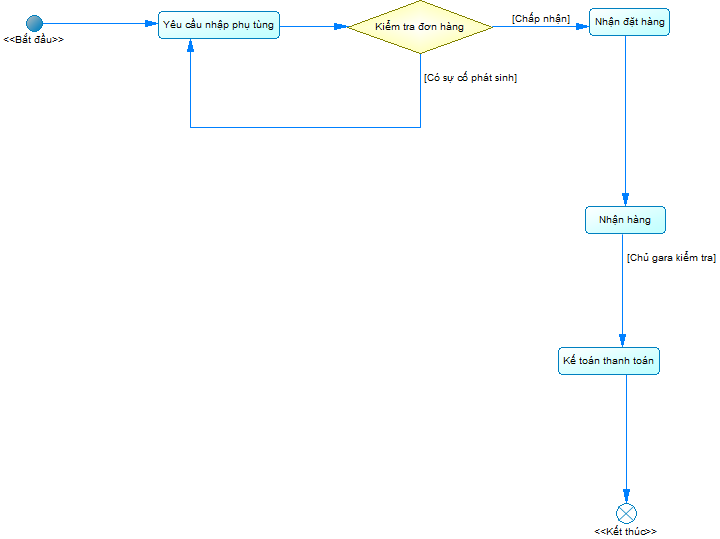 <<Bắt đầu>>
Yêu cầu nhập phụ tùng
Kiểm tra đơn hàng
[Chấp nhận]
Nhận đặt hàng
[Có sự cố phát sinh]
Nhận hàng
[Chủ gara kiểm tra]
Kế toán thanh toán
<<Kết thúc>>